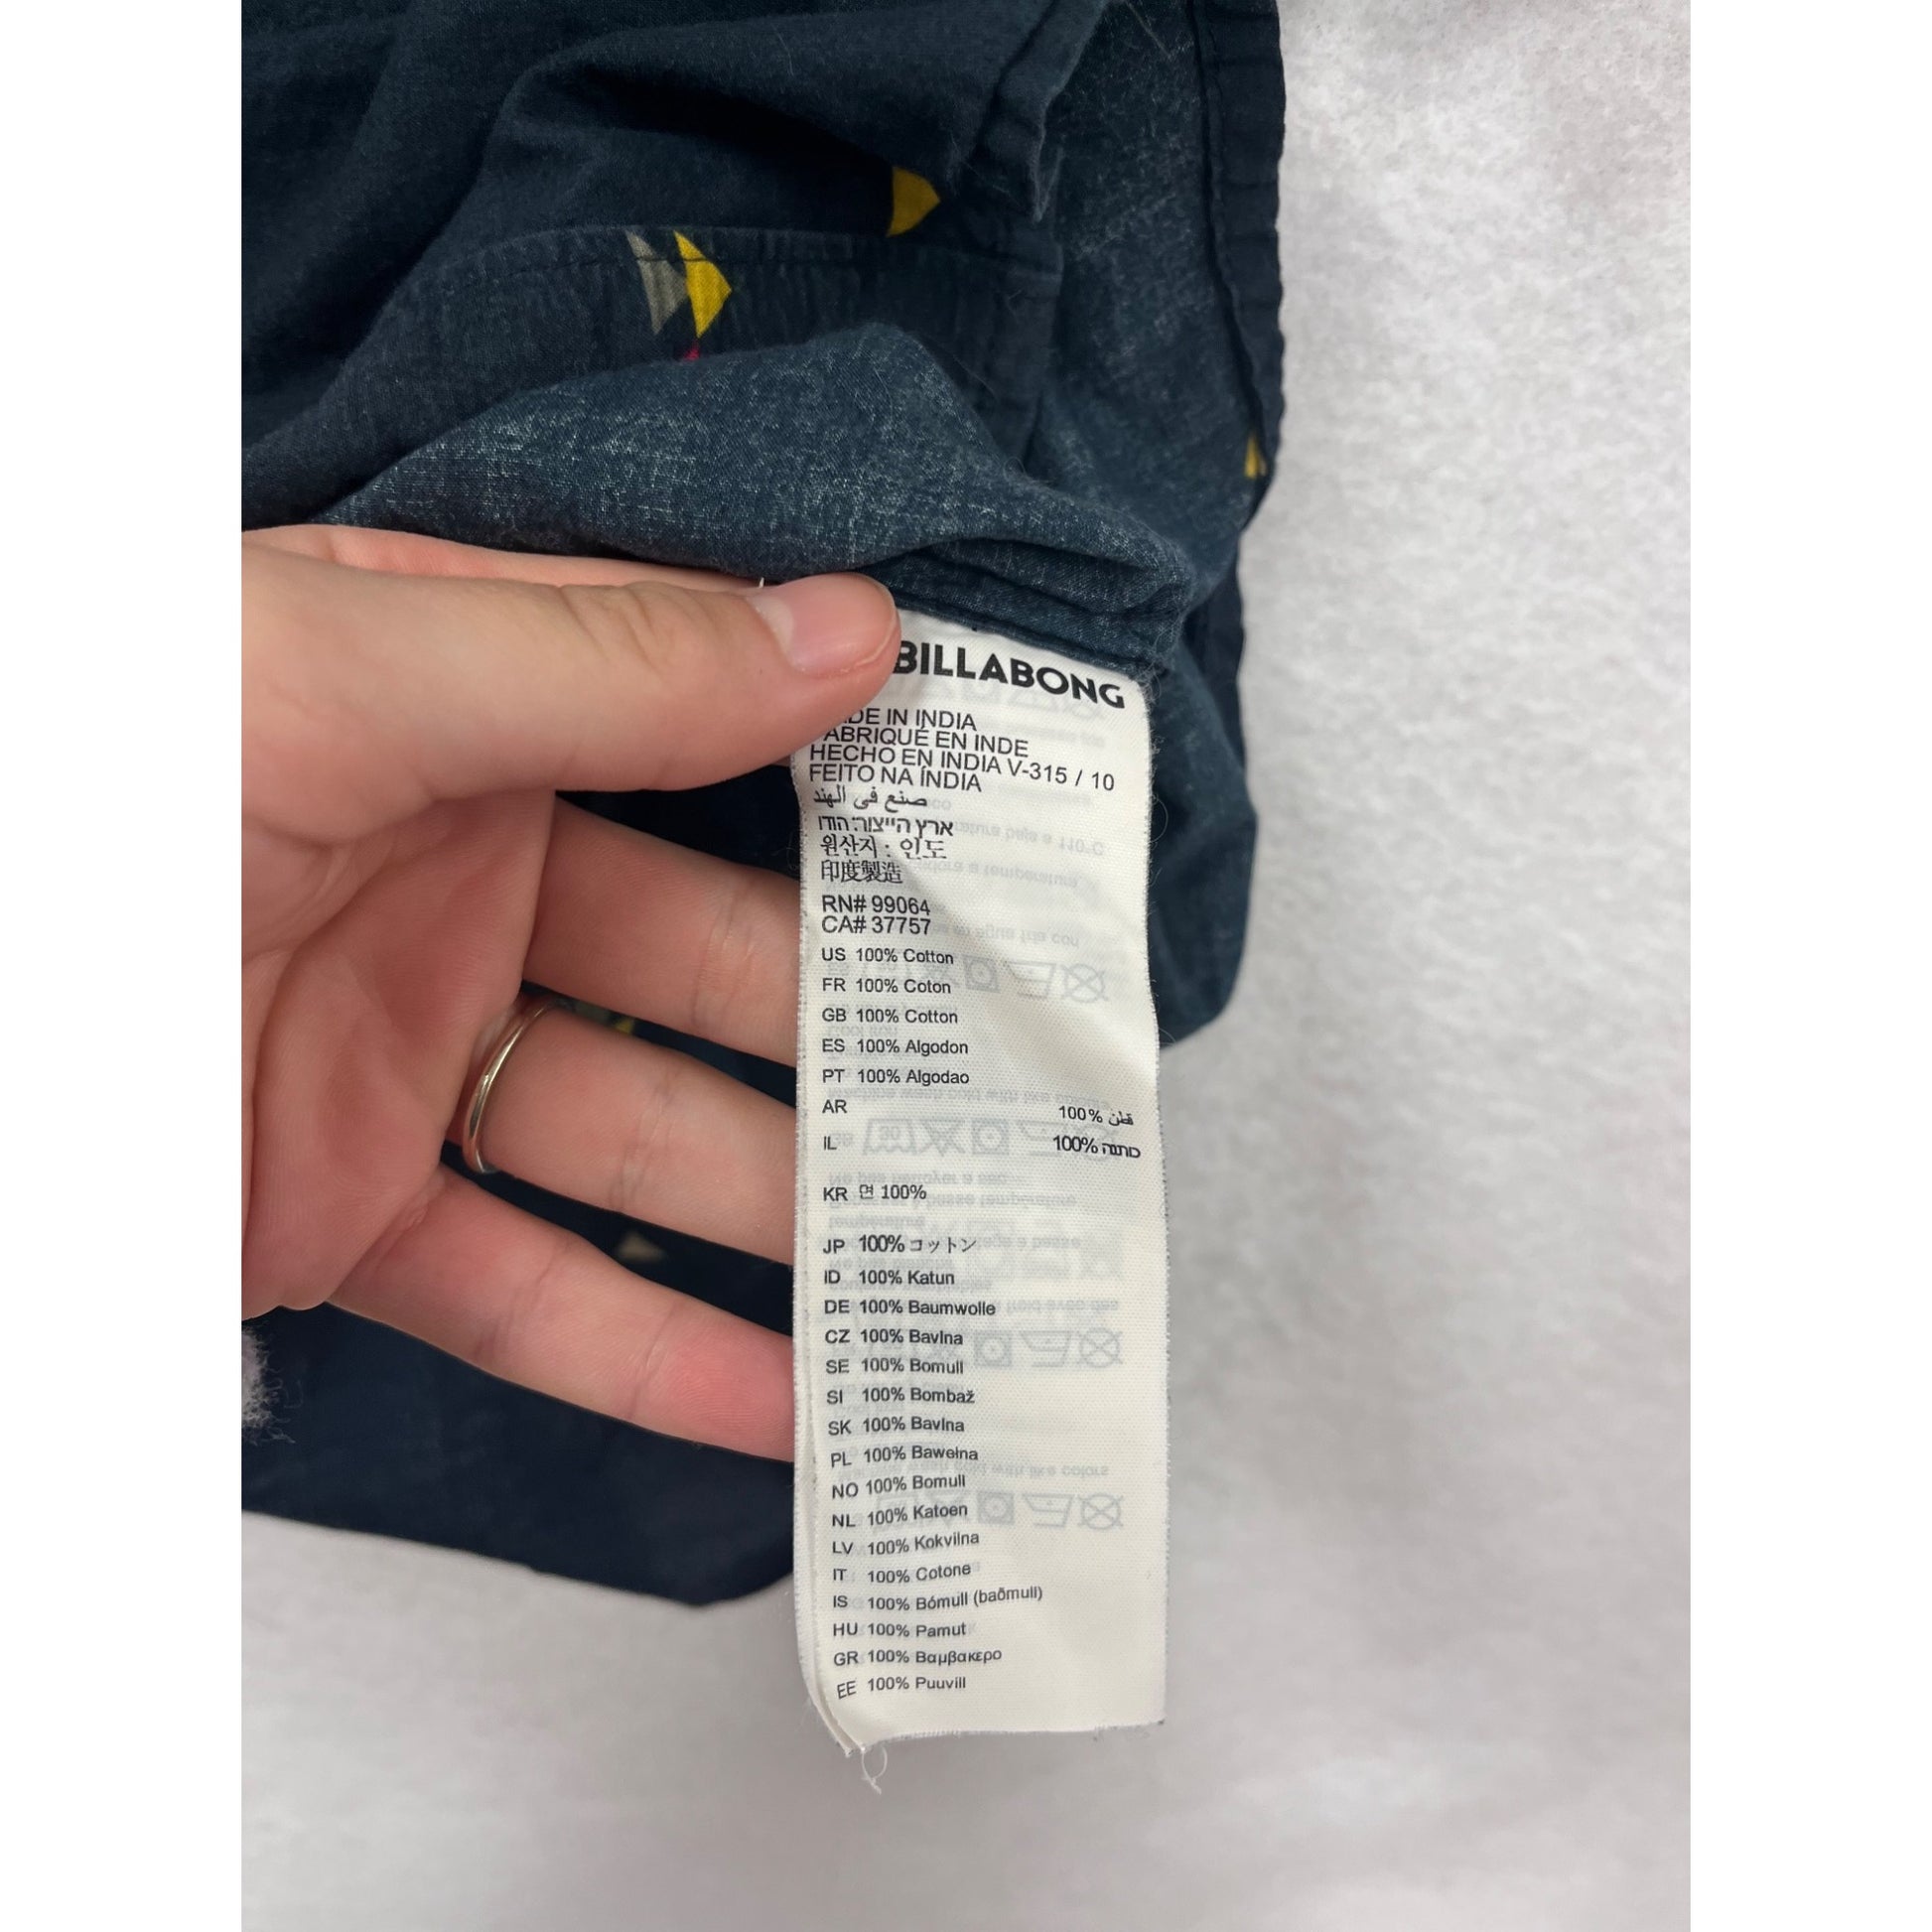 BILLABONG
MADE IN INDIA
FABRIQUÉ EN INDE
HECHO EN INDIA V-315 / 10
FEITO NA ÍNDIA
صنع في الهند
ארץ הייצור: הודו
원산지 : 인도
印度製造
RN# 99064
CA# 37757
US 100% Cotton
FR 100% Coton
GB 100% Cotton
ES 100% Algodon
PT 100% Algodao
AR 100% قطن
IL 100% כותנה
KR 면 100%
JP 100% コットン
ID 100% Katun
DE 100% Baumwolle
CZ 100% Bavlna
SE 100% Bomull
SI 100% Bombaž
SK 100% Bavlna
PL 100% Bawełna
NO 100% Bomull
NL 100% Katoen
LV 100% Kokvilna
IT 100% Cotone
IS 100% Bómull (baðmull)
HU 100% Pamut
GR 100% Βαμβακερο
EE 100% Puuvill